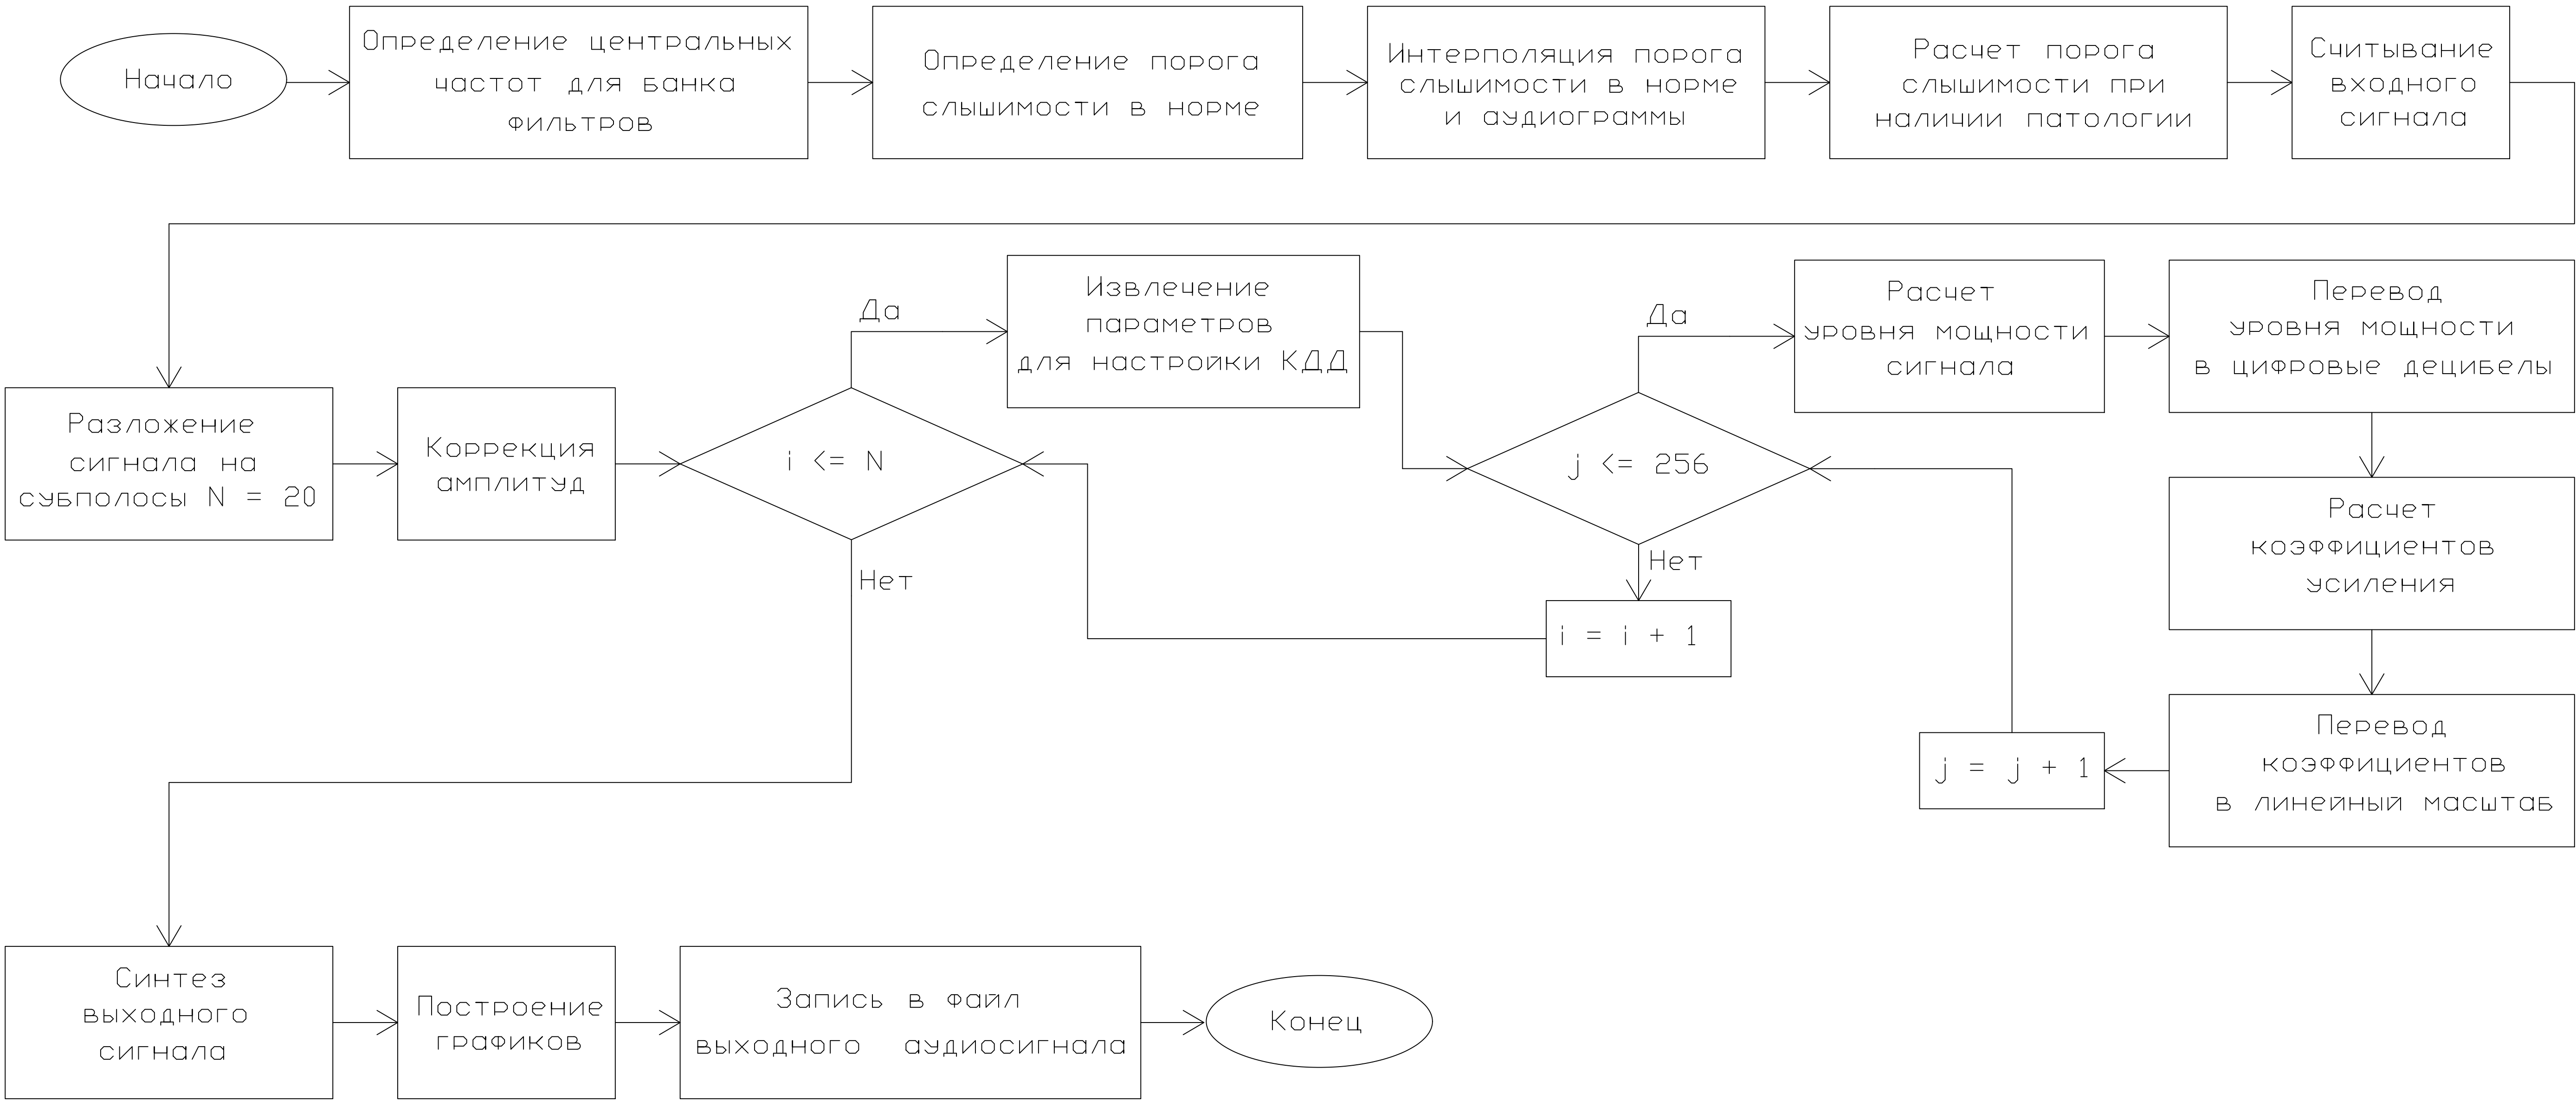 Начало
Определение центральных
частот для банка
фильтров
Определение порога
слышимости в норме
Интерполяция порога
слышимости в норме
и аудиограммы
Расчет порога
слышимости при
наличии патологии
Считывание
входного
сигнала
Разложение
сигнала на
субполосы N = 20
Коррекция
амплитуд
i <= N
Да
Нет
Извлечение
параметров
для настройки КДД
j <= 256
Да
Нет
i = i + 1
Расчет
уровня мощности
сигнала
Перевод
уровня мощности
в цифровые децибелы
Расчет
коэффициентов
усиления
Перевод
коэффициентов
в линейный масштаб
j = j + 1
Синтез
выходного
сигнала
Построение
графиков
Запись в файл
выходного аудиосигнала
Конец